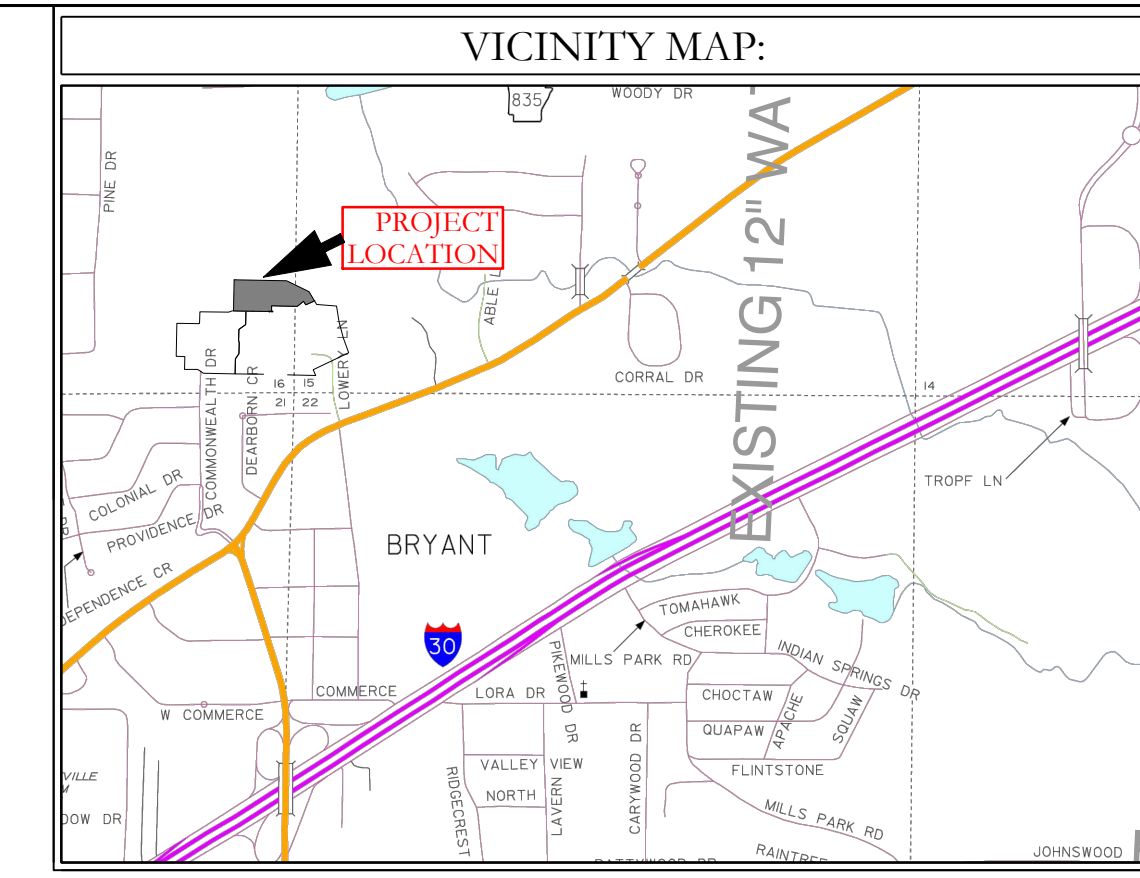 VICINITY MAP:
835
WOODY DR
PINE DR
PROJECT
LOCATION
EXISTING 12" WA
ABLE L
LOWERY LN
CORRAL DR
COMMONWEALTH DR
DEARBORN CR
16 15
21 22
14
TROPF LN
COLONIAL DR
PROVIDENCE DR
DEPENDENCE CR
BRYANT
30
TOMAHAWK
CHEROKEE
MILLS PARK RD
INDIAN SPRINGS DR
PIKEWOOD DR
COMMERCE
LORA DR
W COMMERCE
CHOCTAW
QUAPAW
APACHE
SQUAW
FLINTSTONE
VALLEY VIEW
NORTH
RIDGECREST
LAVERN
CARYWOOD DR
MILLS PARK RD
VILLE
DOW DR
RAINTREE
JOHNSWOOD